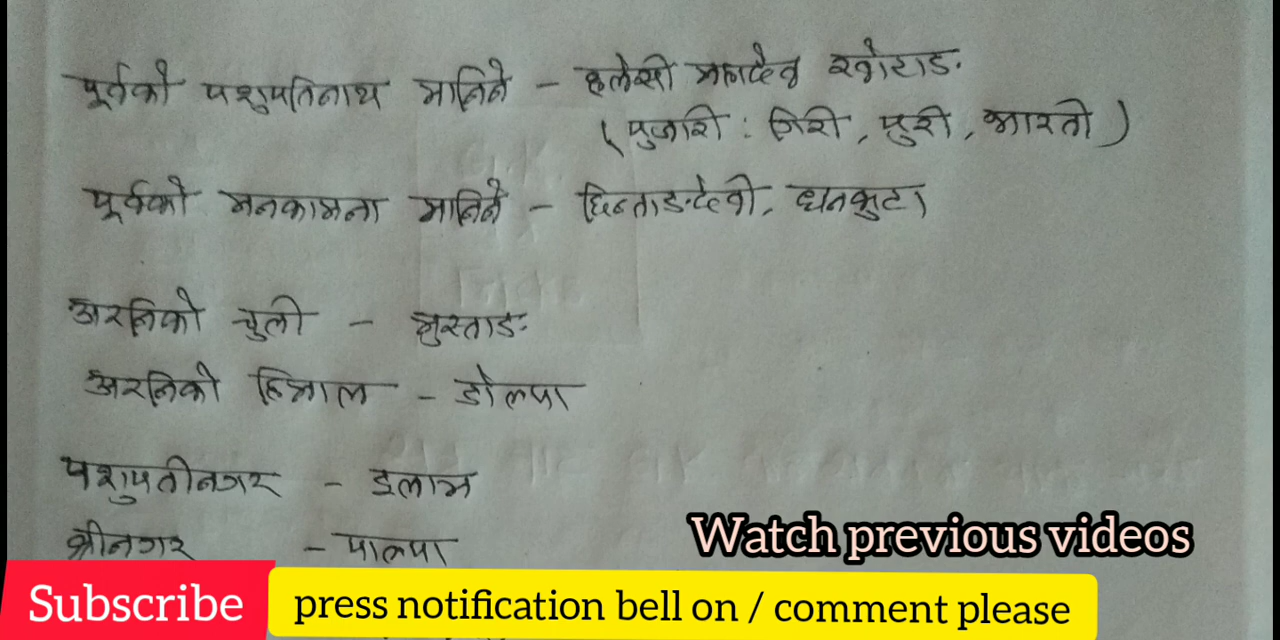 पूर्वको पशुपतिनाथ मानिने – हलेसी महादेव खोटाङ
(पुजारी : गिरी, पुरी, भारती)
पूर्वको मनकामना मानिने – छिन्ताङदेवी, धनकुटा
अरनिको चुली – मुस्ताङ
अरनिको हिमाल – डोल्पा
पशुपतीनगर – इलाम
श्रीनगर – पाल्पा
Watch previous videos
Subscribe
press notification bell on / comment please